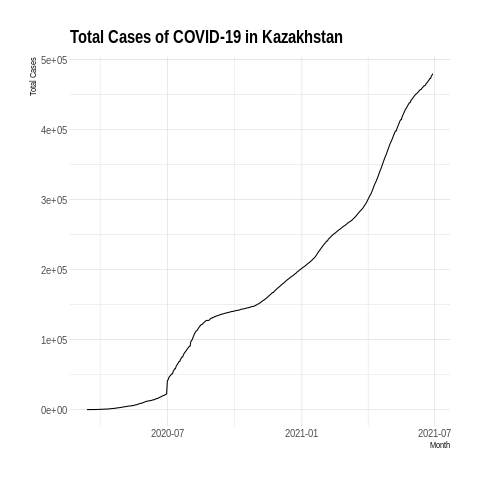 Total Cases of COVID-19 in Kazakhstan
Total Cases
5e+05
4e+05
3e+05
2e+05
1e+05
0e+00
2020-07
2021-01
2021-07
Month